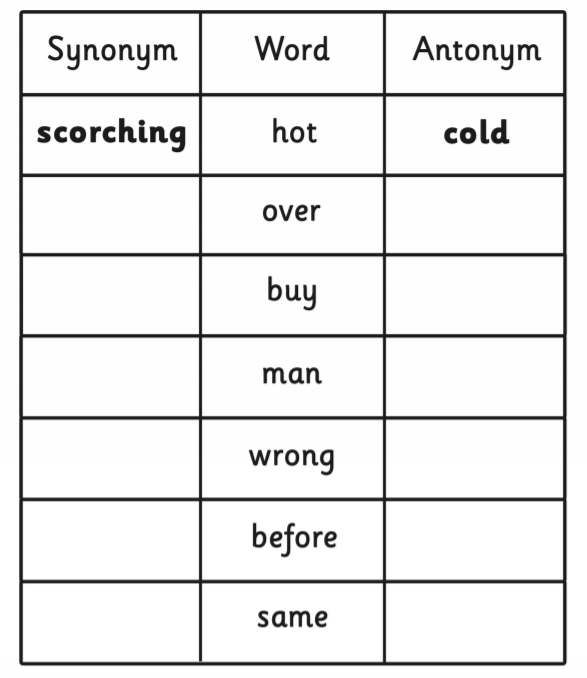 Synonym Word Antonym
scorching hot cold
over
buy
man
wrong
before
same